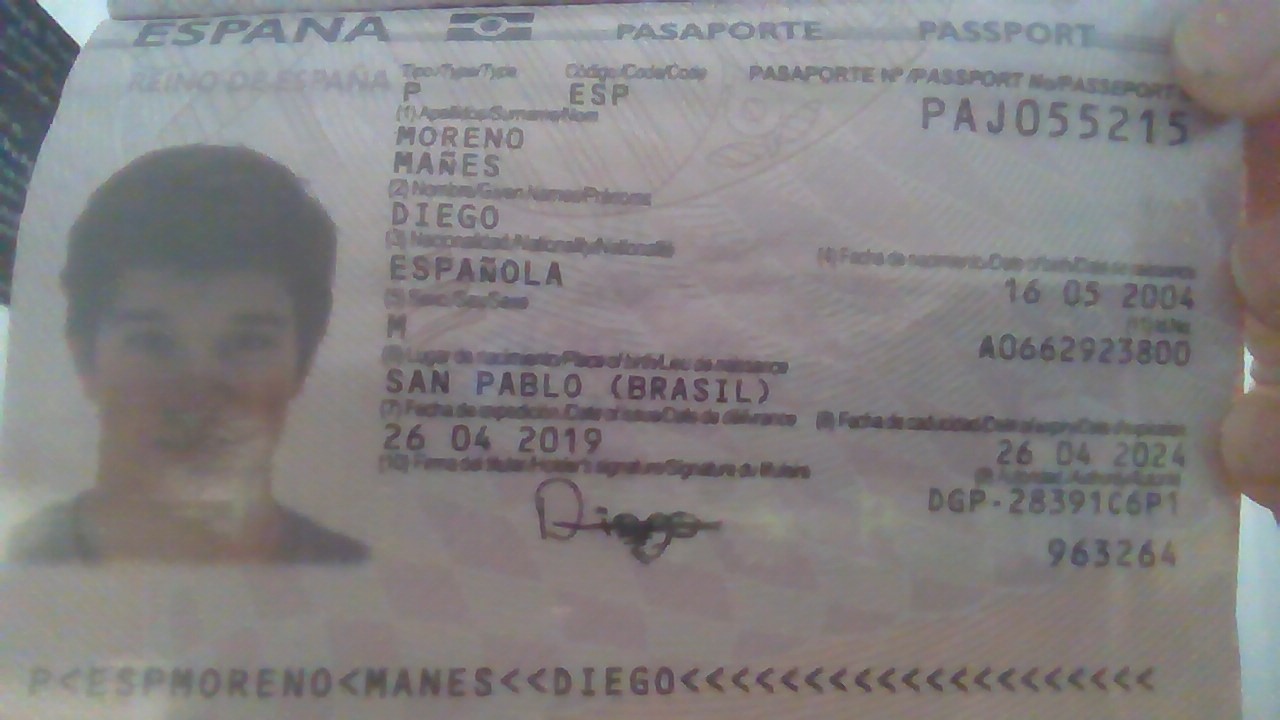 ESPAÑA PASAPORTE PASSPORT
REINO DE ESPAÑA
Tipo/Type/Type Código/Code/Code PASAPORTE Nº/PASSPORT No/PASSEPORT
P ESP PAJ055215
(1) Apellidos/Surname/Nom
MORENO
MAÑES
(2) Nombre/Given Names/Prénoms
DIEGO
(3) Nacionalidad/Nationality/Nationalité (4) Fecha de nacimiento/Date of birth/Date de naissance
ESPAÑOLA 16 05 2004
(5) Sexo/Sex/Sexe
M A0662923800
(6) Lugar de nacimiento/Place of birth/Lieu de naissance
SAN PABLO (BRASIL)
(7) Fecha de expedición/Date of issue/Date de délivrance (8) Fecha de caducidad/Date of expiry/Date d'expiration
26 04 2019 26 04 2024
(10) Firma del titular/Holder's signature/Signature du titulaire (9) Autoridad/Authority/Autorité
Diego DGP-28391C6P1
963264
P<ESPMORENO<MANES<<DIEGO<<<<<<<<<<<<<<<<<<<<